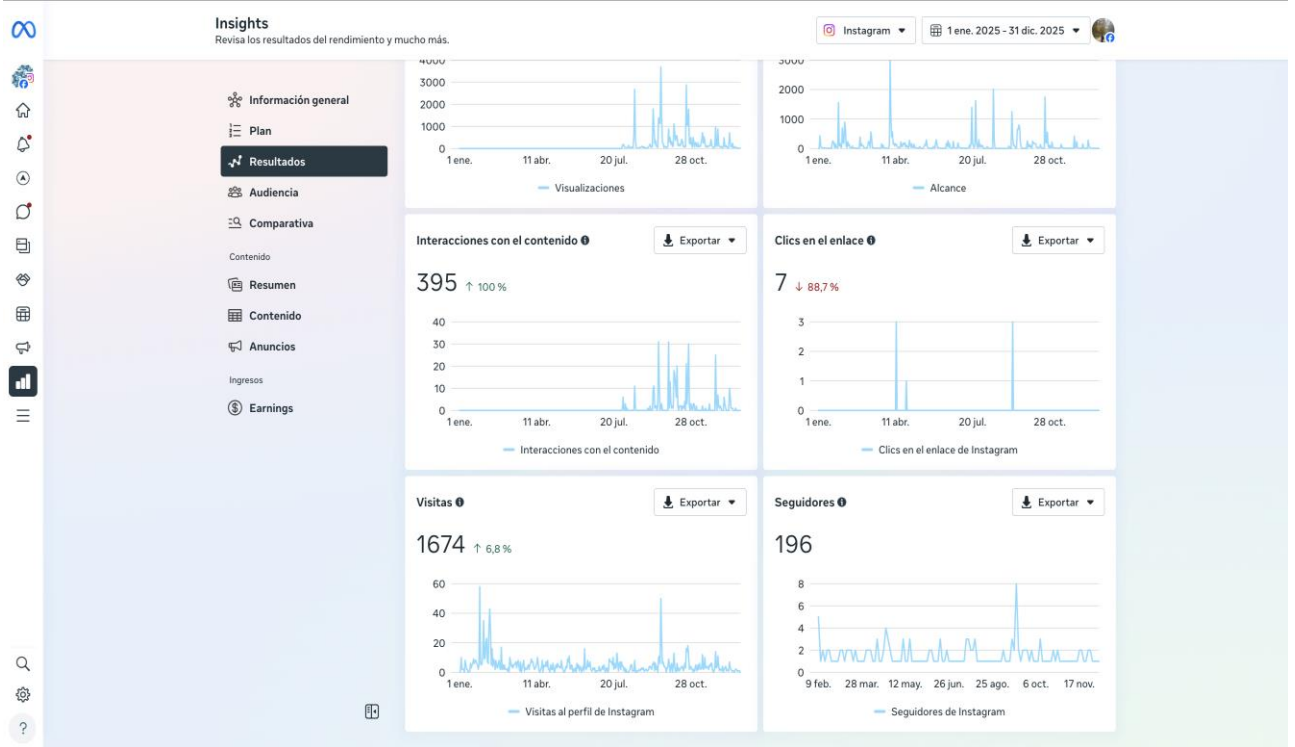 Insights
Revisa los resultados del rendimiento y mucho más.
Instagram
1 ene. 2025 - 31 dic. 2025
Información general
Plan
Resultados
Audiencia
Comparativa
Contenido
Resumen
Contenido
Anuncios
Ingresos
Earnings
4000
3000
2000
1000
0
1 ene. 11 abr. 20 jul. 28 oct.
Visualizaciones
3000
2000
1000
0
1 ene. 11 abr. 20 jul. 28 oct.
Alcance
Interacciones con el contenido
Exportar
395 ↑ 100 %
40
30
20
10
0
1 ene. 11 abr. 20 jul. 28 oct.
Interacciones con el contenido
Clics en el enlace
Exportar
7 ↓ 88,7 %
3
2
1
0
1 ene. 11 abr. 20 jul. 28 oct.
Clics en el enlace de Instagram
Visitas
Exportar
1674 ↑ 6,8 %
60
40
20
0
1 ene. 11 abr. 20 jul. 28 oct.
Visitas al perfil de Instagram
Seguidores
Exportar
196
8
6
4
2
0
9 feb. 28 mar. 12 may. 26 jun. 25 ago. 6 oct. 17 nov.
Seguidores de Instagram
?